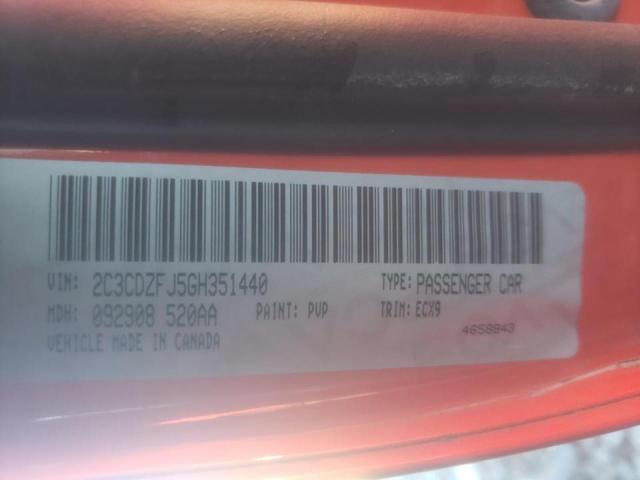 VIN: 2C3CDZFJ5GH351440 TYPE: PASSENGER CAR
MDH: 092908 520AA PAINT: PVP TRIM: ECX9
4658843
VEHICLE MADE IN CANADA